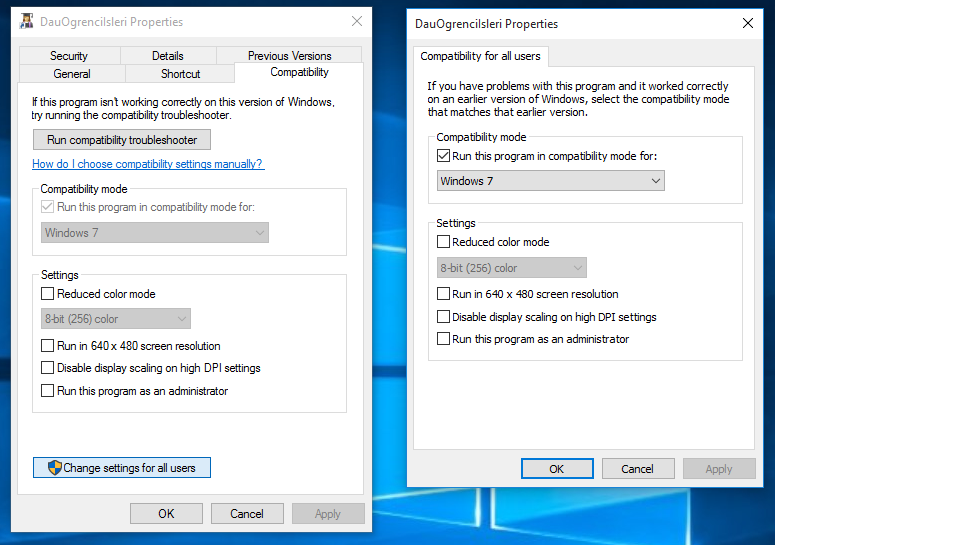 DauOgrencilsleri Properties
Security Details Previous Versions
General Shortcut Compatibility
If this program isn't working correctly on this version of Windows,
try running the compatibility troubleshooter.
Run compatibility troubleshooter
How do I choose compatibility settings manually?
Compatibility mode
Run this program in compatibility mode for:
Windows 7
Settings
Reduced color mode
8-bit (256) color
Run in 640 x 480 screen resolution
Disable display scaling on high DPI settings
Run this program as an administrator
Change settings for all users
OK Cancel Apply
DauOgrencilsleri Properties
Compatibility for all users
If you have problems with this program and it worked correctly
on an earlier version of Windows, select the compatibility mode
that matches that earlier version.
Compatibility mode
Run this program in compatibility mode for:
Windows 7
Settings
Reduced color mode
8-bit (256) color
Run in 640 x 480 screen resolution
Disable display scaling on high DPI settings
Run this program as an administrator
OK Cancel Apply